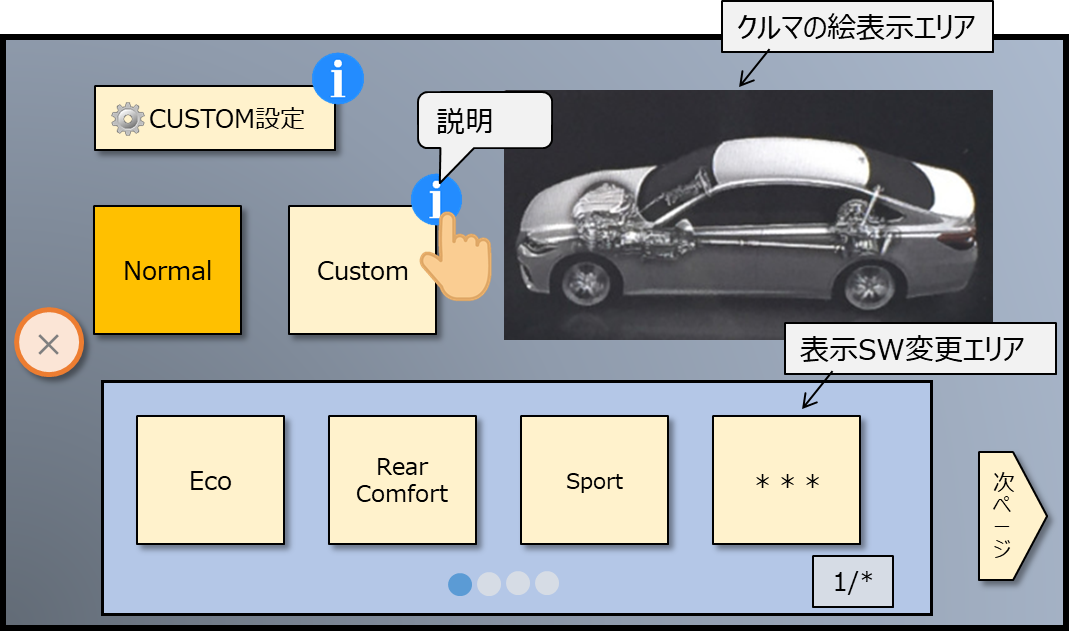 クルマの絵表示エリア
i
CUSTOM設定
説明
i
Normal
Custom
×
表示SW変更エリア
Eco
Rear
Comfort
Sport
＊＊＊
次ページ
1/*